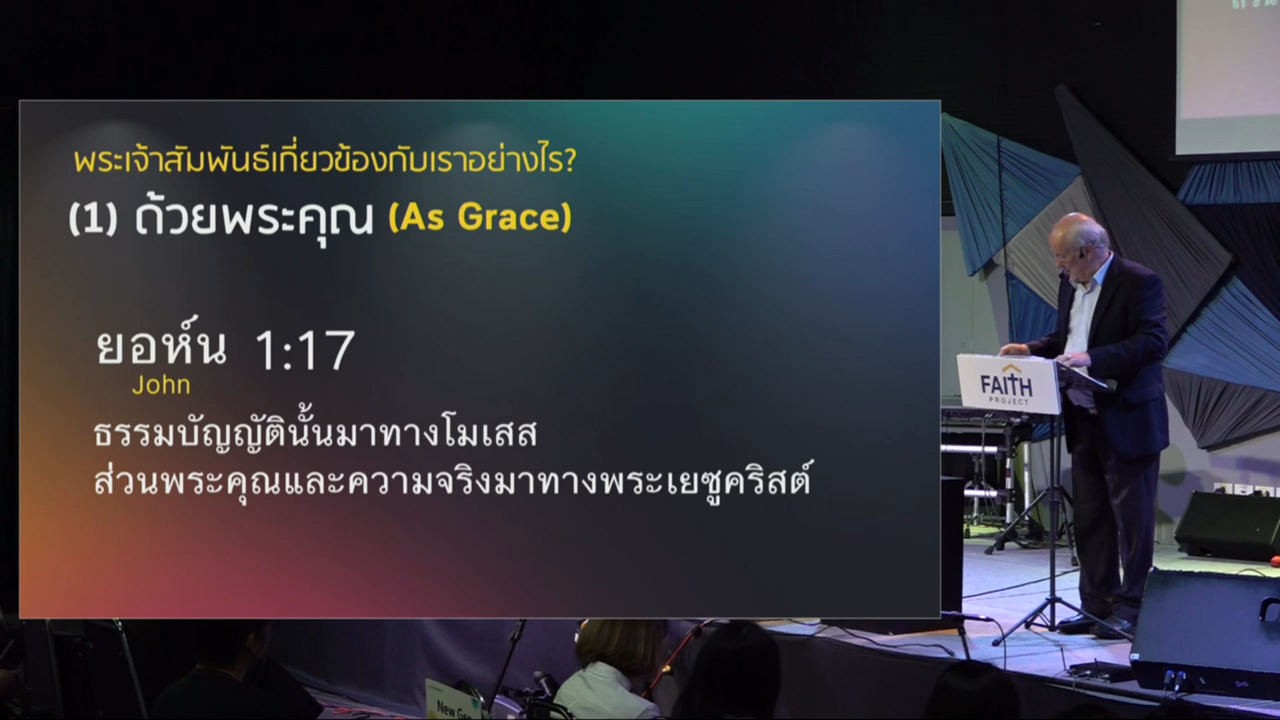 พระเจ้าสัมพันธ์เกี่ยวข้องกับเราอย่างไร?
(1) ด้วยพระคุณ (As Grace)
ยอห์น 1:17
John
ธรรมบัญญัตินั้นมาทางโมเสส
ส่วนพระคุณและความจริงมาทางพระเยซูคริสต์
FAITH
PROJECT
New